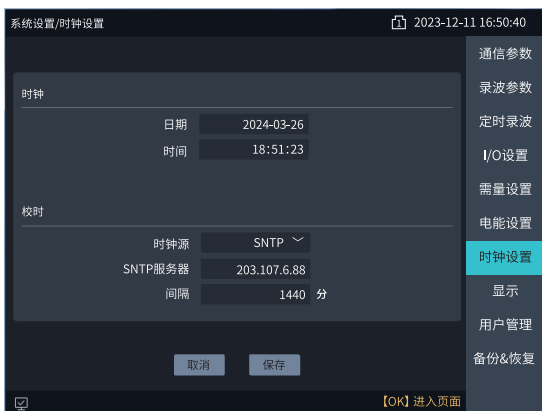 系统设置/时钟设置
1 2023-12-11 16:50:40
通信参数
录波参数
定时录波
I/O设置
需量设置
电能设置
时钟设置
显示
用户管理
备份&恢复
时钟
日期 2024-03-26
时间 18:51:23
校时
时钟源 SNTP
SNTP服务器 203.107.6.88
间隔 1440 分
取消 保存
【OK】进入页面